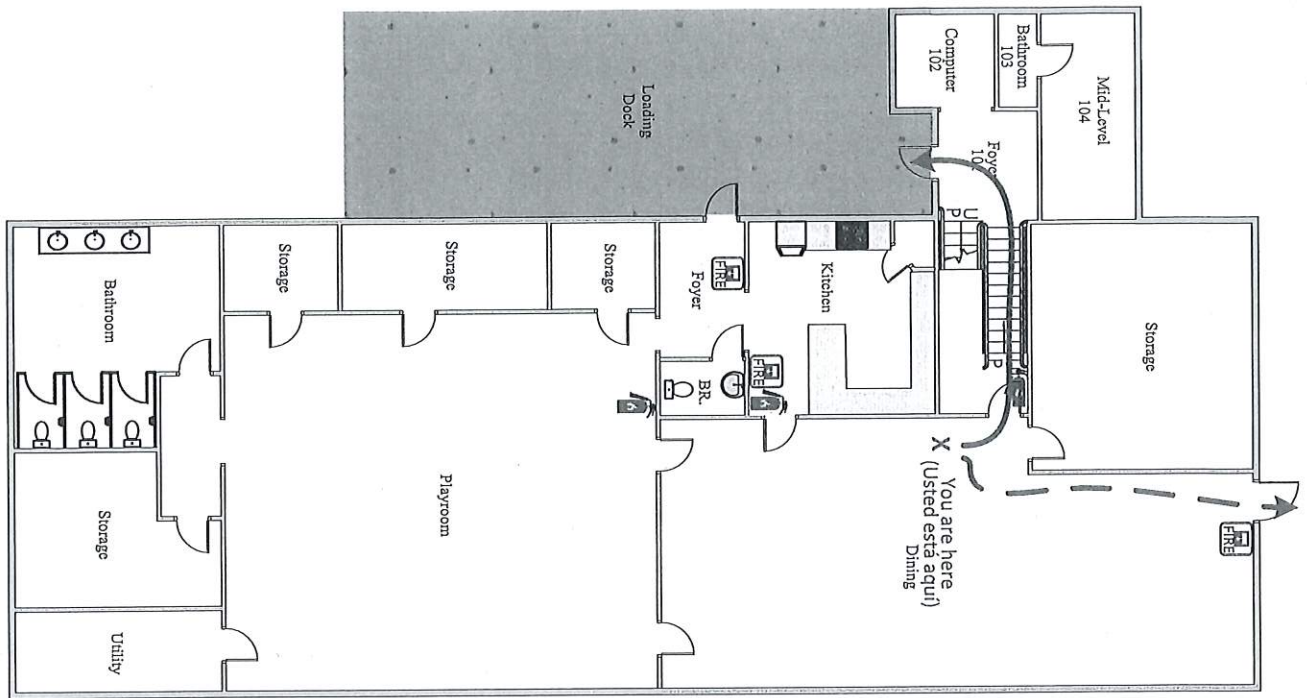 FIRE
Storage
Mid-Level
104
Bathroom
103
Foyer
10
Computer
102
UP
P
X
You are here
(Usted está aquí)
Dining
Kitchen
FIRE
FIRE
BR.
Foyer
Loading
Dock
Storage
Storage
Playroom
Storage
Bathroom
Storage
Utility